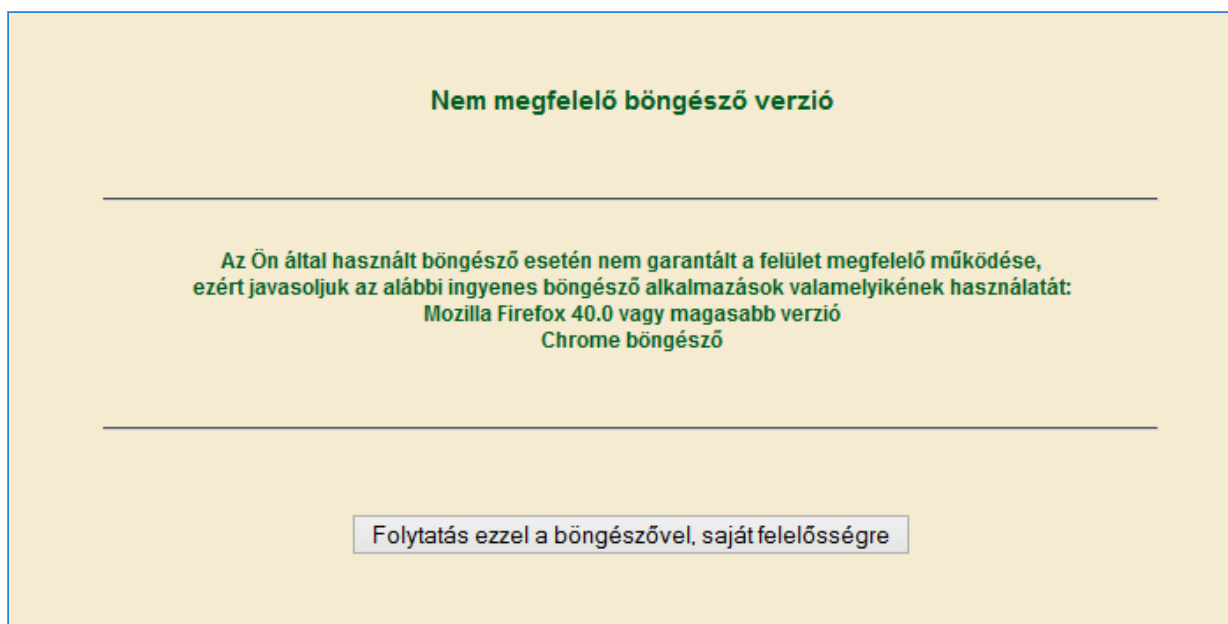 Nem megfelelő böngésző verzió
Az Ön által használt böngésző esetén nem garantált a felület megfelelő működése,
ezért javasoljuk az alábbi ingyenes böngésző alkalmazások valamelyikének használatát:
Mozilla Firefox 40.0 vagy magasabb verzió
Chrome böngésző
Folytatás ezzel a böngészővel, saját felelősségre